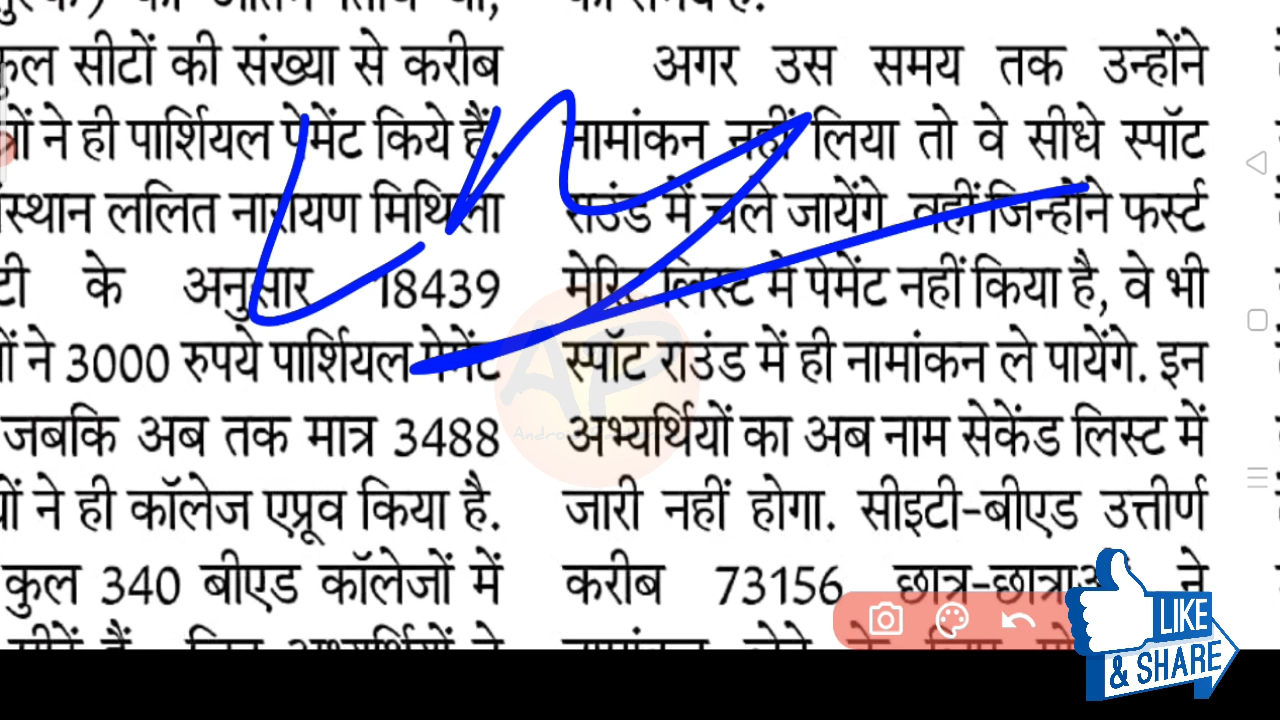 कुल सीटों की संख्या से करीब
ने ही पार्शियल पेमेंट किये हैं.
ललित नारायण मिथिला
के अनुसार 18439
ने 3000 रुपये पार्शियल पेमेंट
जबकि अब तक मात्र 3488
ने ही कॉलेज एप्रूव किया है.
कुल 340 बीएड कॉलेजों में
अगर उस समय तक उन्होंने
नामांकन नहीं लिया तो वे सीधे स्पॉट
राउंड में चले जायेंगे. वहीं जिन्होंने फर्स्ट
मेरिट लिस्ट में पेमेंट नहीं किया है, वे भी
स्पॉट राउंड में ही नामांकन ले पायेंगे. इन
अभ्यर्थियों का अब नाम सेकेंड लिस्ट में
जारी नहीं होगा. सीइटी-बीएड उत्तीर्ण
करीब 73156 ने
AP
LIKE
& SHARE